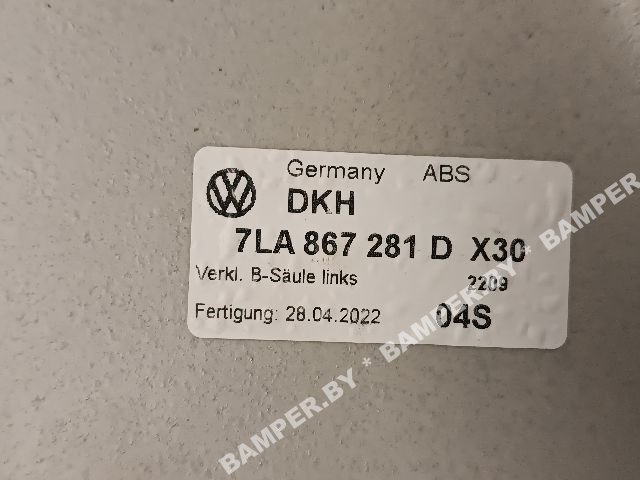 Germany ABS
DKH
7LA 867 281 D X30
Verkl. B-Säule links 2209
Fertigung: 28.04.2022 04S
BAMPER.BY * BAMPER.BY * BAMPER.BY